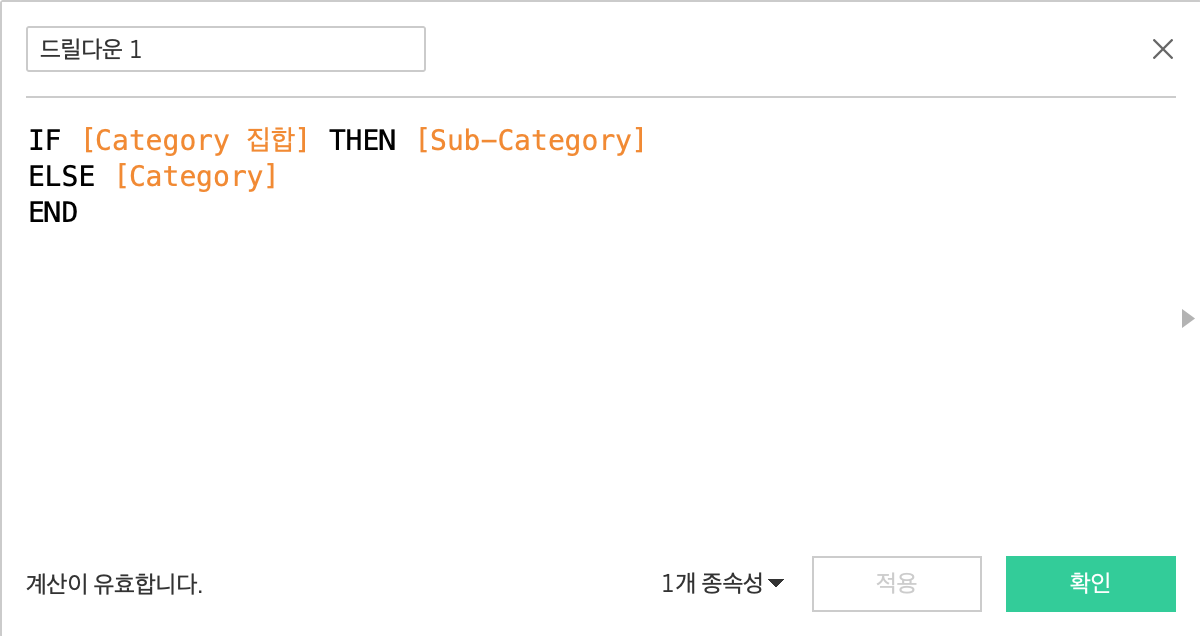 드릴다운 1
IF [Category 집합] THEN [Sub-Category]
ELSE [Category]
END
계산이 유효합니다.
1개 종속성
적용
확인